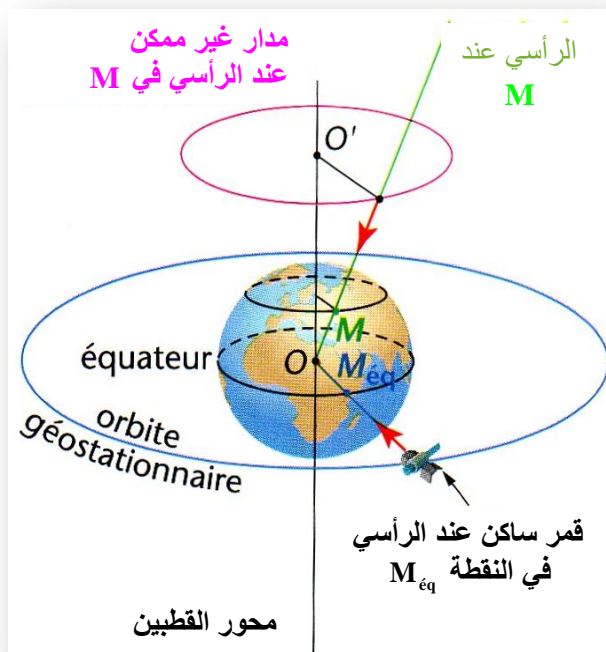 مدار غير ممكن
عند الرأسي في M
الرأسي عند
M
O'
M
équateur
O
Méq
orbite
géostationnaire
قمر ساكن عند الرأسي
في النقطة Méq
محور القطبين